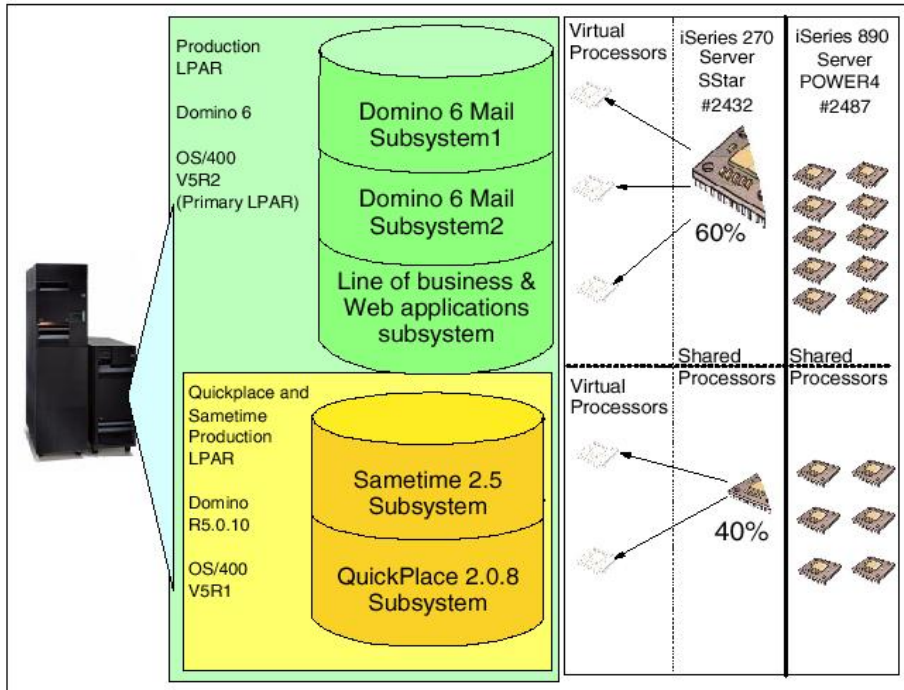 Production
LPAR
Domino 6
OS/400
V5R2
(Primary LPAR)
Domino 6 Mail
Subsystem1
Domino 6 Mail
Subsystem2
Line of business &
Web applications
subsystem
Virtual
Processors
iSeries 270
Server
SStar
#2432
iSeries 890
Server
POWER4
#2487
60%
Shared
Processors
Shared
Processors
Quickplace and
Sametime
Production
LPAR
Domino
R5.0.10
OS/400
V5R1
Sametime 2.5
Subsystem
QuickPlace 2.0.8
Subsystem
Virtual
Processors
40%